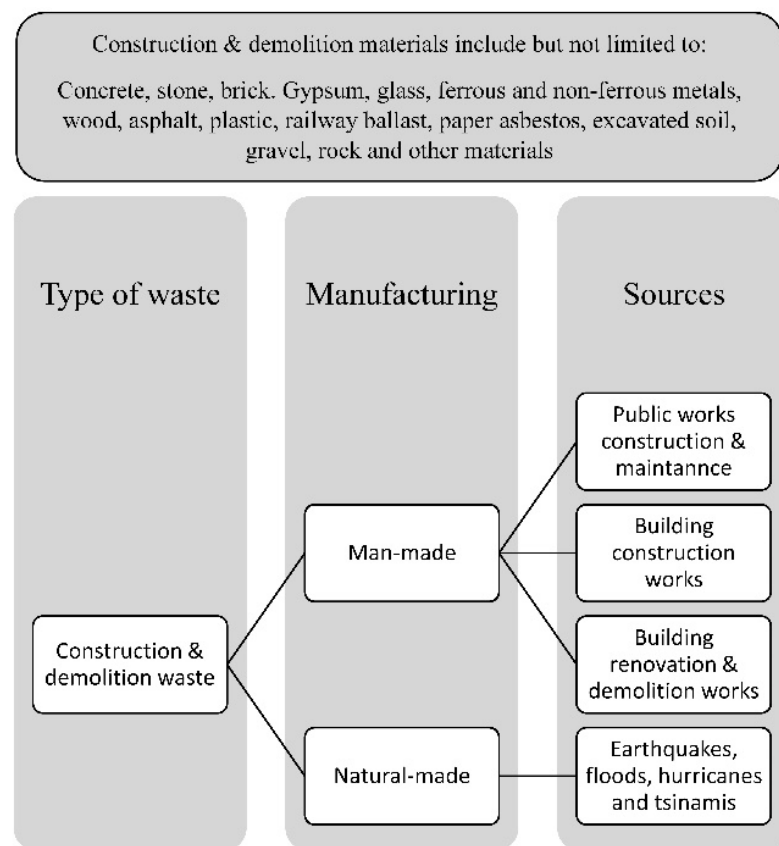 Construction & demolition materials include but not limited to:
Concrete, stone, brick. Gypsum, glass, ferrous and non-ferrous metals,
wood, asphalt, plastic, railway ballast, paper asbestos, excavated soil,
gravel, rock and other materials
Type of waste
Manufacturing
Sources
Public works
construction &
maintannce
Man-made
Building
construction
works
Construction &
demolition waste
Building
renovation &
demolition works
Natural-made
Earthquakes,
floods, hurricanes
and tsinamis